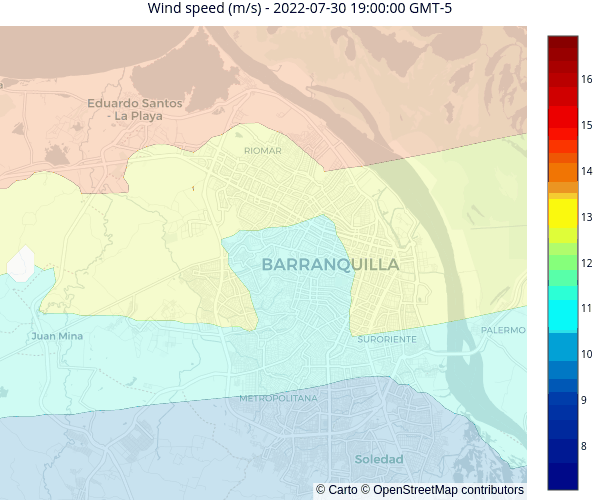 Wind speed (m/s) - 2022-07-30 19:00:00 GMT-5
Eduardo Santos
- La Playa
RIOMAR
1
BARRANQUILLA
Juan Mina
SURORIENTE
PALERMO
METROPOLITANA
Soledad
© Carto © OpenStreetMap contributors
16
15
14
13
12
11
10
9
8